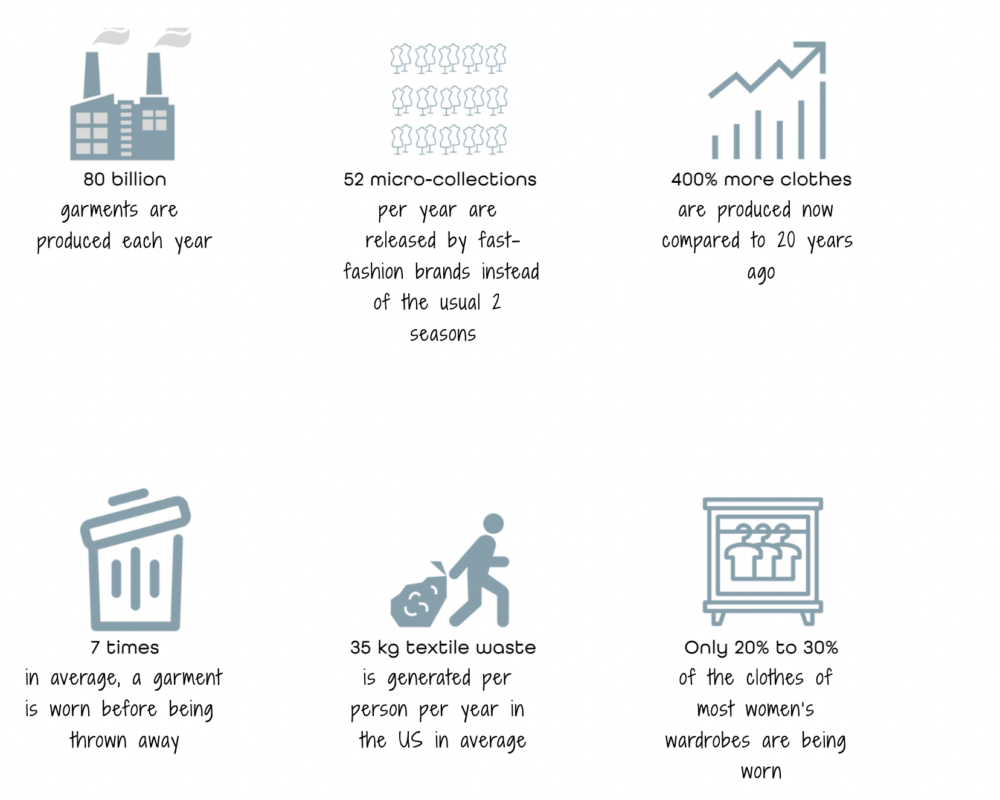 80 billion
garments are
produced each year
52 micro-collections
per year are
released by fast-
fashion brands instead
of the usual 2
seasons
400% more clothes
are produced now
compared to 20 years
ago
7 times
in average, a garment
is worn before being
thrown away
35 kg textile waste
is generated per
person per year in
the US in average
Only 20% to 30%
of the clothes of
most women's
wardrobes are being
worn